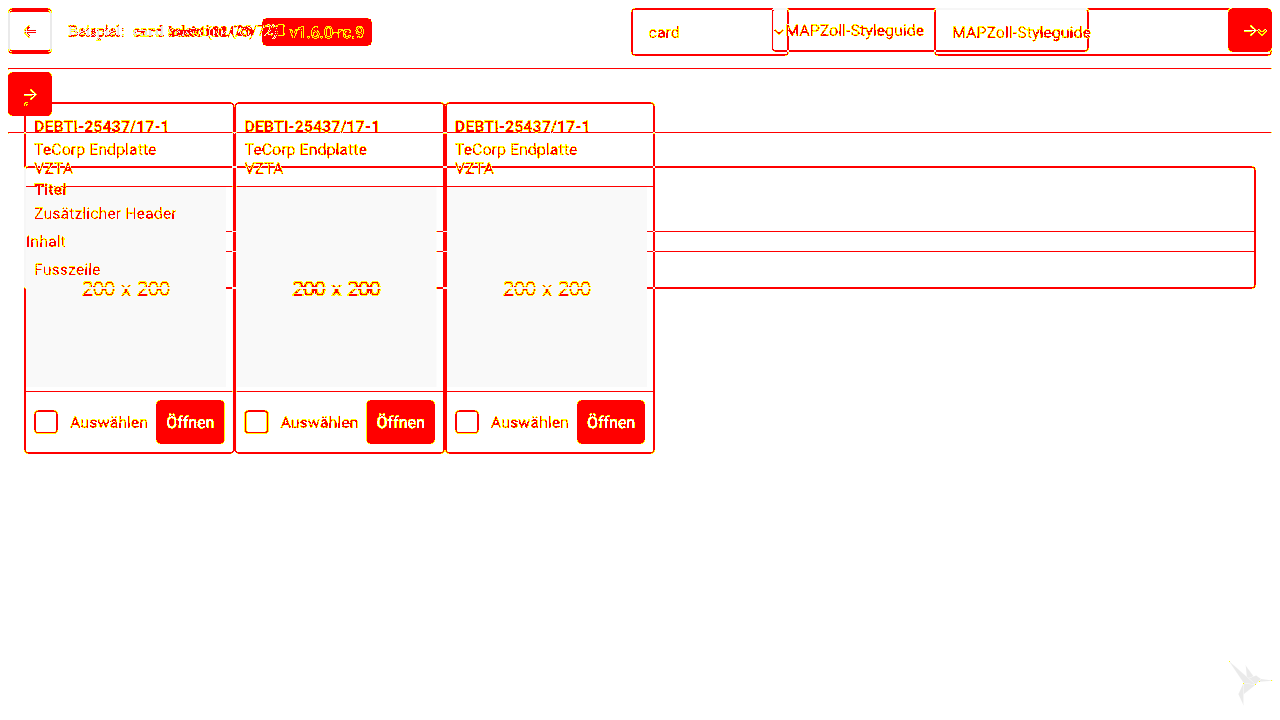 Beispiel: card v1.6.0-rc.9
card
MAPZoll-Styleguide
MAPZoll-Styleguide
DEBTI-25437/17-1
TeCorp Endplatte
VZTA
DEBTI-25437/17-1
TeCorp Endplatte
VZTA
DEBTI-25437/17-1
TeCorp Endplatte
VZTA
Titel
Zusätzlicher Header
Inhalt
Fusszeile
200 x 200
200 x 200
200 x 200
Auswählen Öffnen
Auswählen Öffnen
Auswählen Öffnen